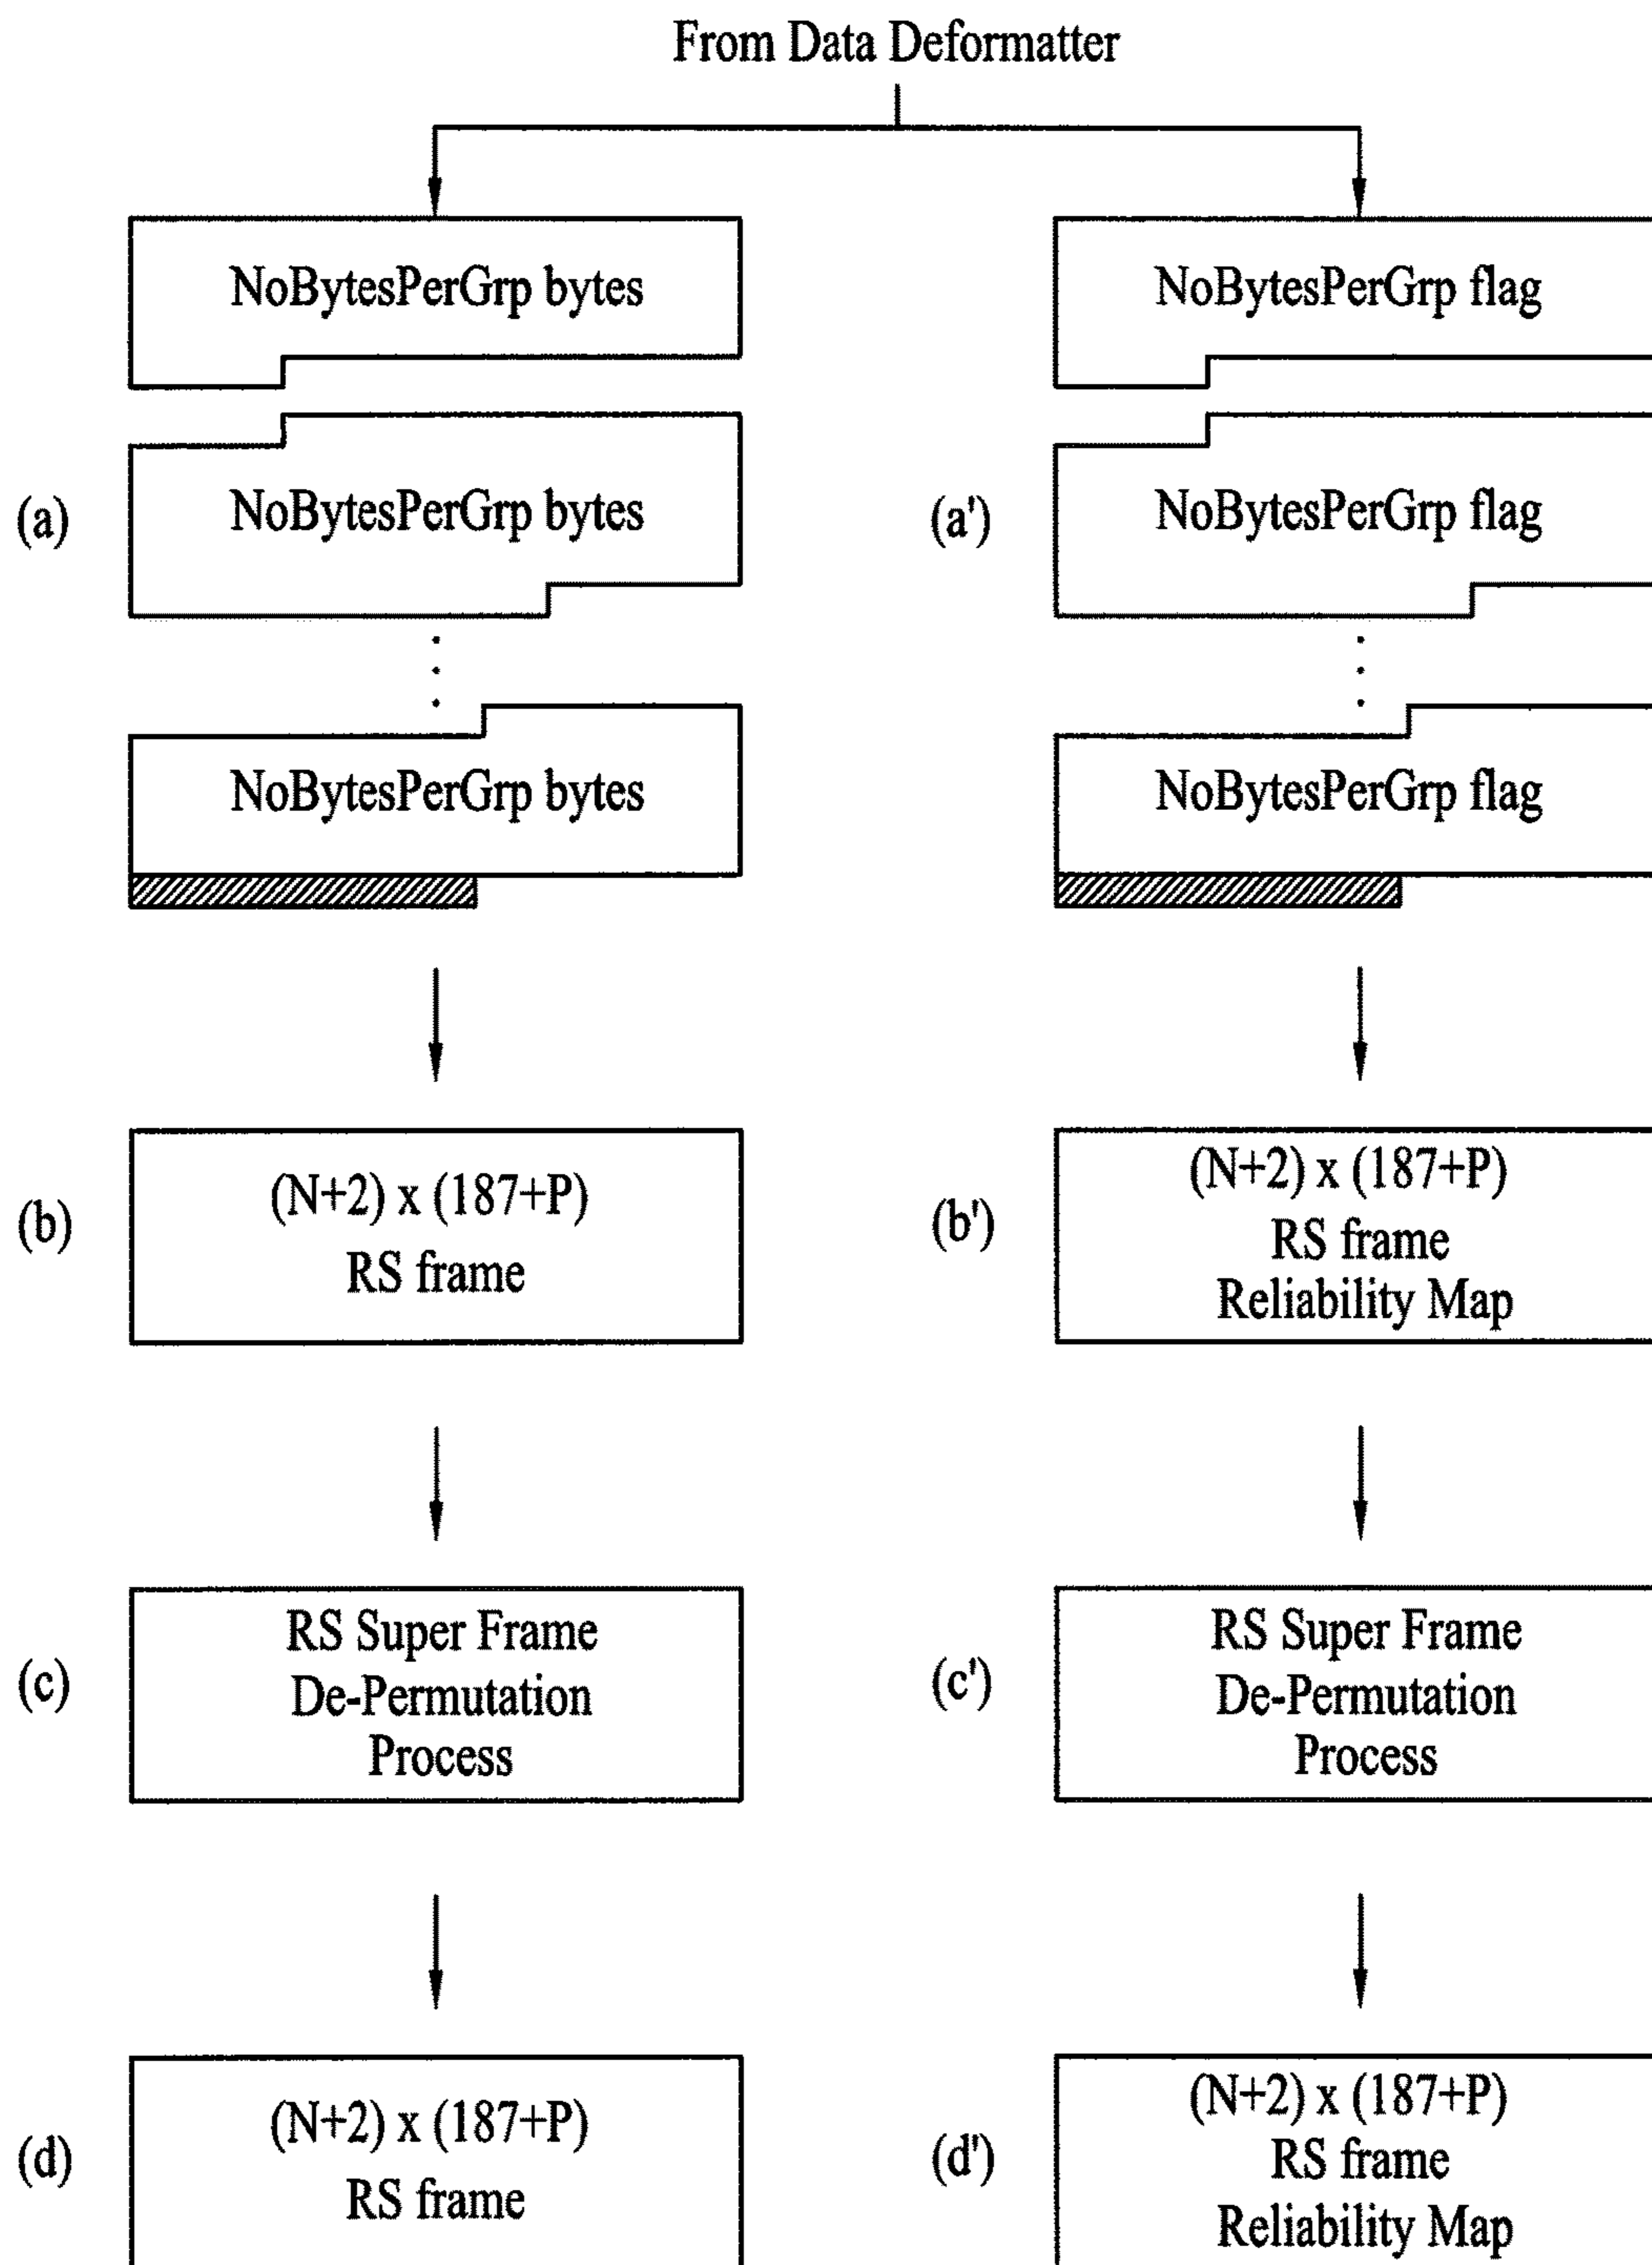 From Data Deformatter
NoBytesPerGrp bytes
NoBytesPerGrp flag
(a)
NoBytesPerGrp bytes
(a')
NoBytesPerGrp flag
NoBytesPerGrp bytes
NoBytesPerGrp flag
(b)
(N+2) x (187+P)
RS frame
(b')
(N+2) x (187+P)
RS frame
Reliability Map
(c)
RS Super Frame
De-Permutation
Process
(c')
RS Super Frame
De-Permutation
Process
(d)
(N+2) x (187+P)
RS frame
(d')
(N+2) x (187+P)
RS frame
Reliability Map